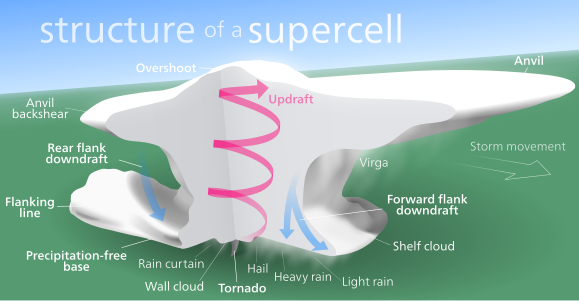 structure of a supercell
Overshoot
Anvil
Anvil
backshear
Updraft
Rear flank
downdraft
Storm movement
Virga
Flanking
line
Forward flank
downdraft
Shelf cloud
Precipitation-free
base
Rain curtain
Hail
Heavy rain
Light rain
Wall cloud
Tornado